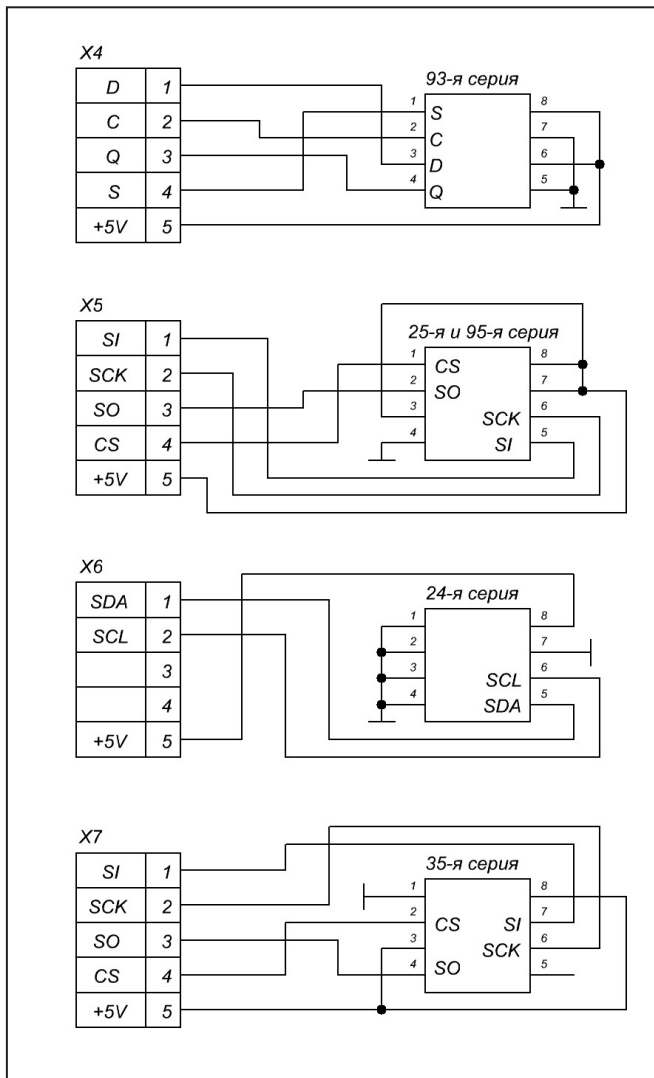 X4
D 1
C 2
Q 3
S 4
+5V 5
93-я серия
1 S 8
2 C 7
3 D 6
4 Q 5
X5
SI 1
SCK 2
SO 3
CS 4
+5V 5
25-я и 95-я серия
1 CS 8
2 SO 7
3 SCK 6
4 SI 5
X6
SDA 1
SCL 2
3
4
+5V 5
24-я серия
1 8
2 7
3 SCL 6
4 SDA 5
X7
SI 1
SCK 2
SO 3
CS 4
+5V 5
35-я серия
1 8
2 CS SI 7
3 SCK 6
4 SO 5